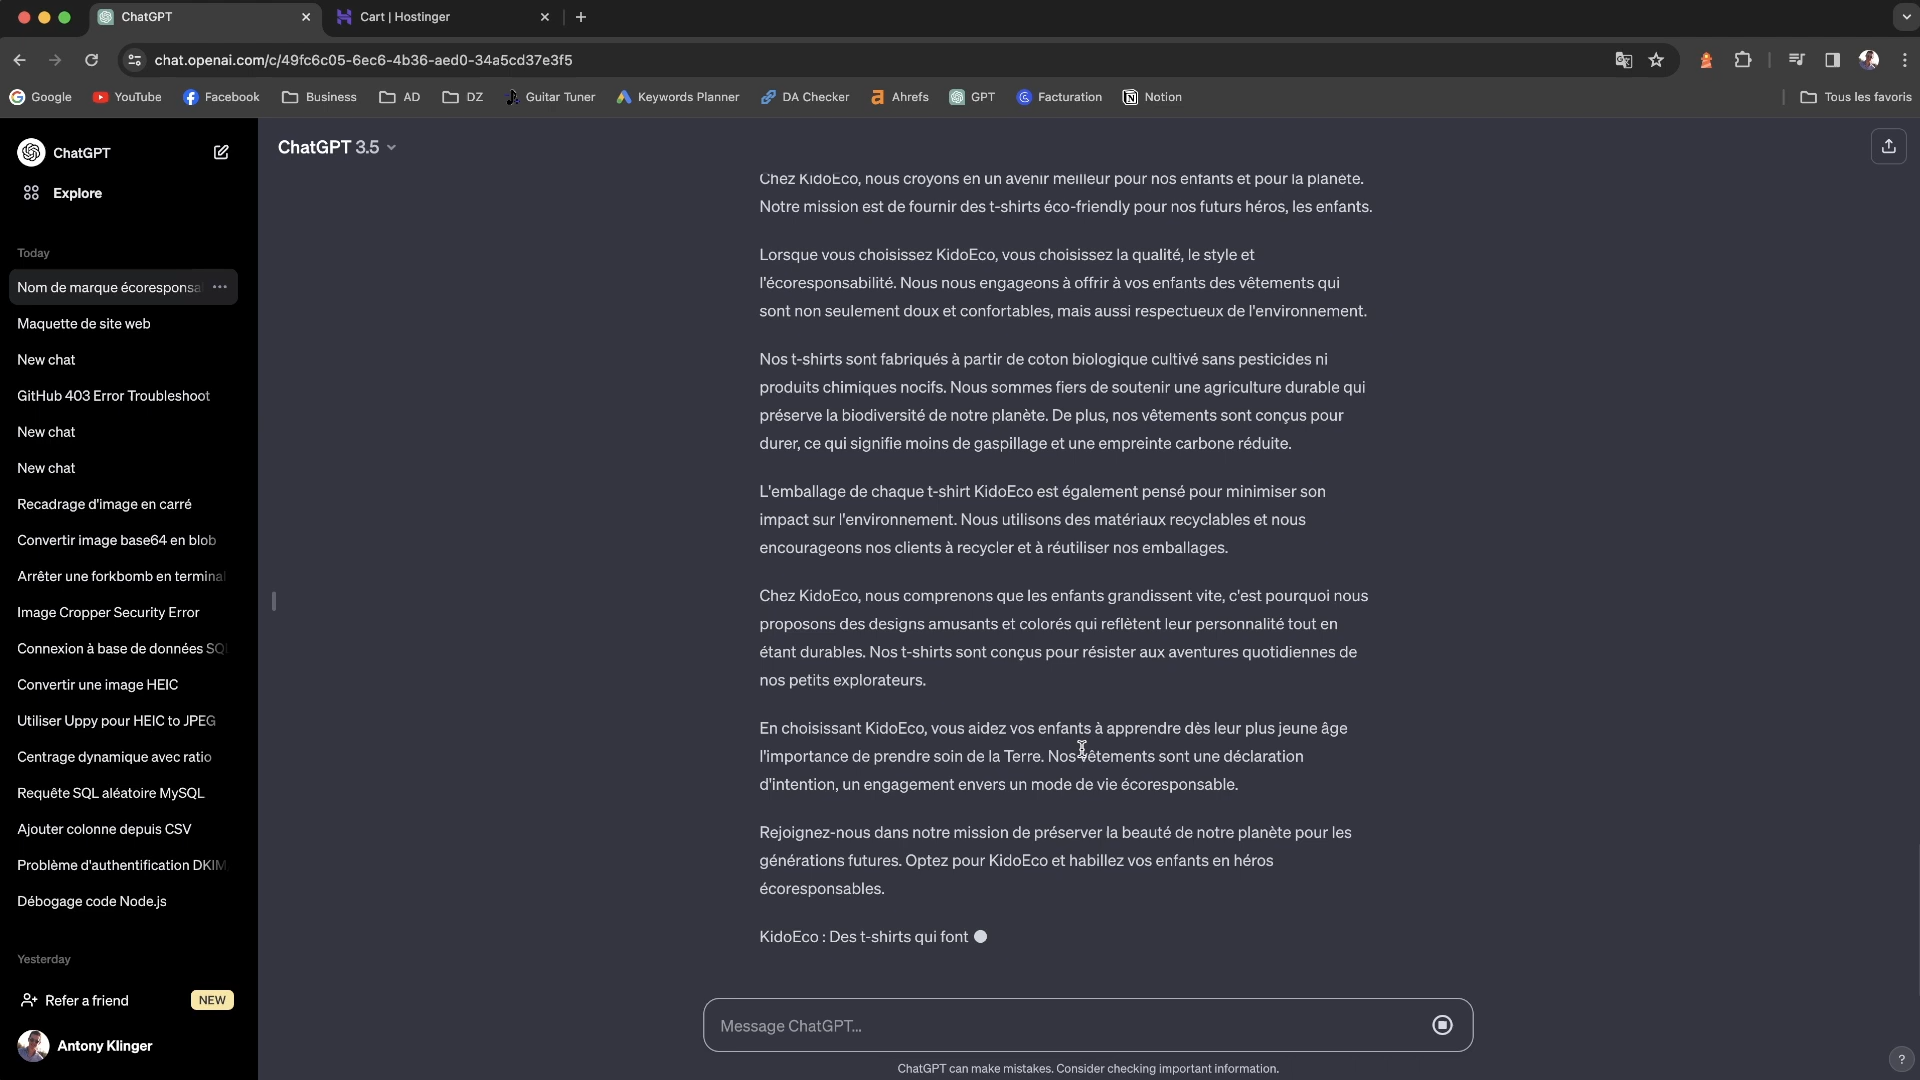 ChatGPT
Cart | Hostinger
chat.openai.com/c/49fc6c05-6ec6-4b36-aed0-34a5cd37e3f5
Google
YouTube
Facebook
Business
AD
DZ
Guitar Tuner
Keywords Planner
DA Checker
Ahrefs
GPT
Facturation
Notion
Tous les favoris
ChatGPT
Explore
Today
Nom de marque écoresponsa
Maquette de site web
New chat
GitHub 403 Error Troubleshoot
New chat
New chat
Recadrage d'image en carré
Convertir image base64 en blob
Arrêter une forkbomb en terminal
Image Cropper Security Error
Connexion à base de données SQL
Convertir une image HEIC
Utiliser Uppy pour HEIC to JPEG
Centrage dynamique avec ratio
Requête SQL aléatoire MySQL
Ajouter colonne depuis CSV
Problème d'authentification DKIM
Débogage code Node.js
Yesterday
Refer a friend
NEW
Antony Klinger
ChatGPT 3.5
Chez KidoEco, nous croyons en un avenir meilleur pour nos enfants et pour la planète.
Notre mission est de fournir des t-shirts éco-friendly pour nos futurs héros, les enfants.
Lorsque vous choisissez KidoEco, vous choisissez la qualité, le style et
l'écoresponsabilité. Nous nous engageons à offrir à vos enfants des vêtements qui
sont non seulement doux et confortables, mais aussi respectueux de l'environnement.
Nos t-shirts sont fabriqués à partir de coton biologique cultivé sans pesticides ni
produits chimiques nocifs. Nous sommes fiers de soutenir une agriculture durable qui
préserve la biodiversité de notre planète. De plus, nos vêtements sont conçus pour
durer, ce qui signifie moins de gaspillage et une empreinte carbone réduite.
L'emballage de chaque t-shirt KidoEco est également pensé pour minimiser son
impact sur l'environnement. Nous utilisons des matériaux recyclables et nous
encourageons nos clients à recycler et à réutiliser nos emballages.
Chez KidoEco, nous comprenons que les enfants grandissent vite, c'est pourquoi nous
proposons des designs amusants et colorés qui reflètent leur personnalité tout en
étant durables. Nos t-shirts sont conçus pour résister aux aventures quotidiennes de
nos petits explorateurs.
En choisissant KidoEco, vous aidez vos enfants à apprendre dès leur plus jeune âge
l'importance de prendre soin de la Terre. Nos vêtements sont une déclaration
d'intention, un engagement envers un mode de vie écoresponsable.
Rejoignez-nous dans notre mission de préserver la beauté de notre planète pour les
générations futures. Optez pour KidoEco et habillez vos enfants en héros
écoresponsables.
KidoEco : Des t-shirts qui font
Message ChatGPT...
ChatGPT can make mistakes. Consider checking important information.
?